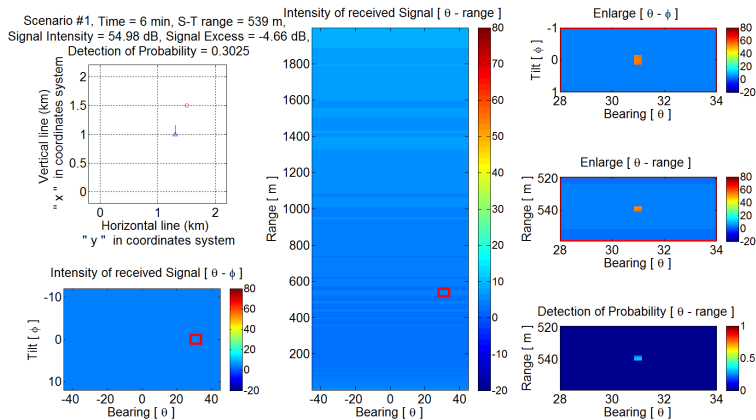 Scenario #1, Time = 6 min, S-T range = 539 m,
Signal Intensity = 54.98 dB, Signal Excess = -4.66 dB,
Detection of Probability = 0.3025
2
1.5
1
0.5
0
0 1 2
Vertical line (km)
" x " in coordinates system
Horizontal line (km)
" y " in coordinates system
Intensity of received Signal [ θ - ϕ ]
-10
0
10
-40 -20 0 20 40
Tilt [ ϕ ]
Bearing [ θ ]
80
60
40
20
0
-20
Intensity of received Signal [ θ - range ]
1800
1600
1400
1200
1000
800
600
400
200
-40 -20 0 20 40
Range [ m ]
Bearing [ θ ]
80
70
60
50
40
30
20
10
0
-10
-20
Enlarge [ θ - ϕ ]
-1
0
1
28 30 32 34
Tilt [ ϕ ]
Bearing [ θ ]
80
60
40
20
0
-20
Enlarge [ θ - range ]
520
540
28 30 32 34
Range [ m ]
Bearing [ θ ]
80
60
40
20
0
-20
Detection of Probability [ θ - range ]
520
540
28 30 32 34
Range [ m ]
Bearing [ θ ]
1
0.5
0